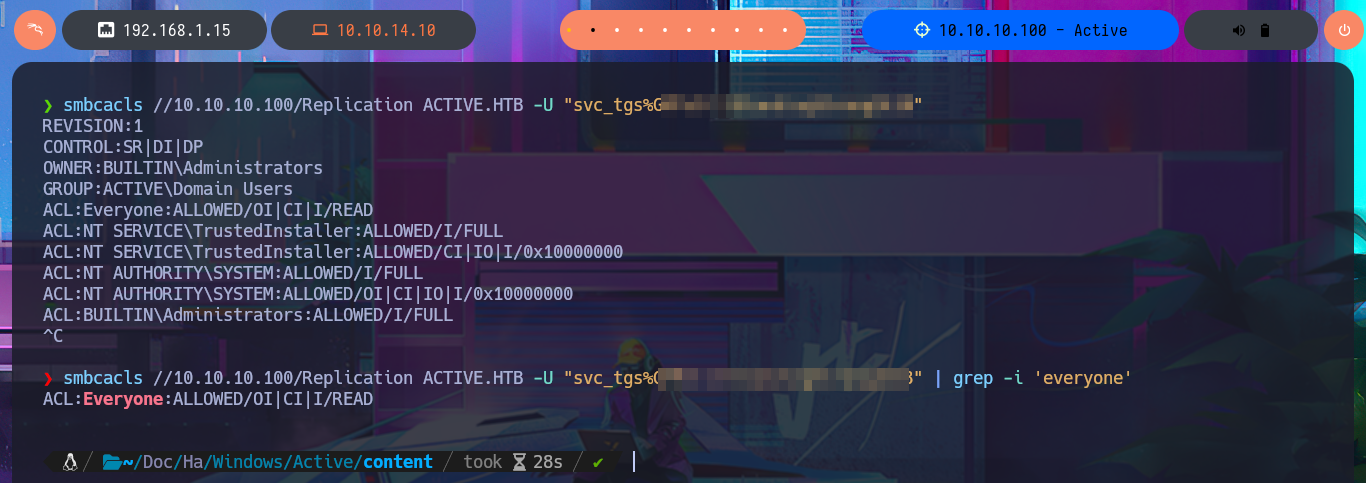 192.168.1.15 10.10.14.10 10.10.10.100 - Active
❯ smbcacls //10.10.10.100/Replication ACTIVE.HTB -U "svc_tgs%G"
REVISION:1
CONTROL:SR|DI|DP
OWNER:BUILTIN\Administrators
GROUP:ACTIVE\Domain Users
ACL:Everyone:ALLOWED/OI|CI|I/READ
ACL:NT SERVICE\TrustedInstaller:ALLOWED/I/FULL
ACL:NT SERVICE\TrustedInstaller:ALLOWED/CI|IO|I/0x10000000
ACL:NT AUTHORITY\SYSTEM:ALLOWED/I/FULL
ACL:NT AUTHORITY\SYSTEM:ALLOWED/OI|CI|IO|I/0x10000000
ACL:BUILTIN\Administrators:ALLOWED/I/FULL
^C
❯ smbcacls //10.10.10.100/Replication ACTIVE.HTB -U "svc_tgs%" | grep -i 'everyone'
ACL:Everyone:ALLOWED/OI|CI|I/READ
~/Doc/Ha/Windows/Active/content / took 28s / ✔